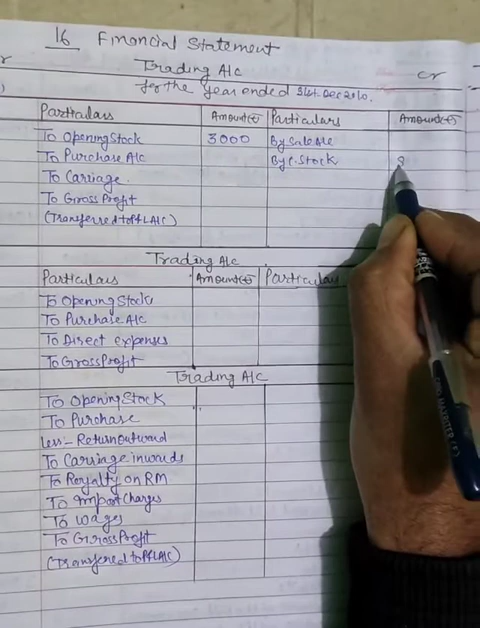 16 Financial Statement
Trading A/c
Cr
for the year ended 31st. Dec 2010.
Particulars Amount(₹) Particulars Amount(₹)
To Opening Stock 3000 By Sale A/c
To Purchase A/c By C. Stock 8
To Carriage.
To Gross Profit
(Transferred to P&L A/c)
Trading A/c
Particulars Amount(₹) Particulars
To Opening Stock
To Purchase A/c
To Direct expenses
To Gross Profit
Trading A/c
To Opening Stock
To Purchase
Less- Return outward
To Carriage inwards
To Royalty on RM
To Import Charges
To Wages
To Gross Profit
(Transfered to P&L A/c)